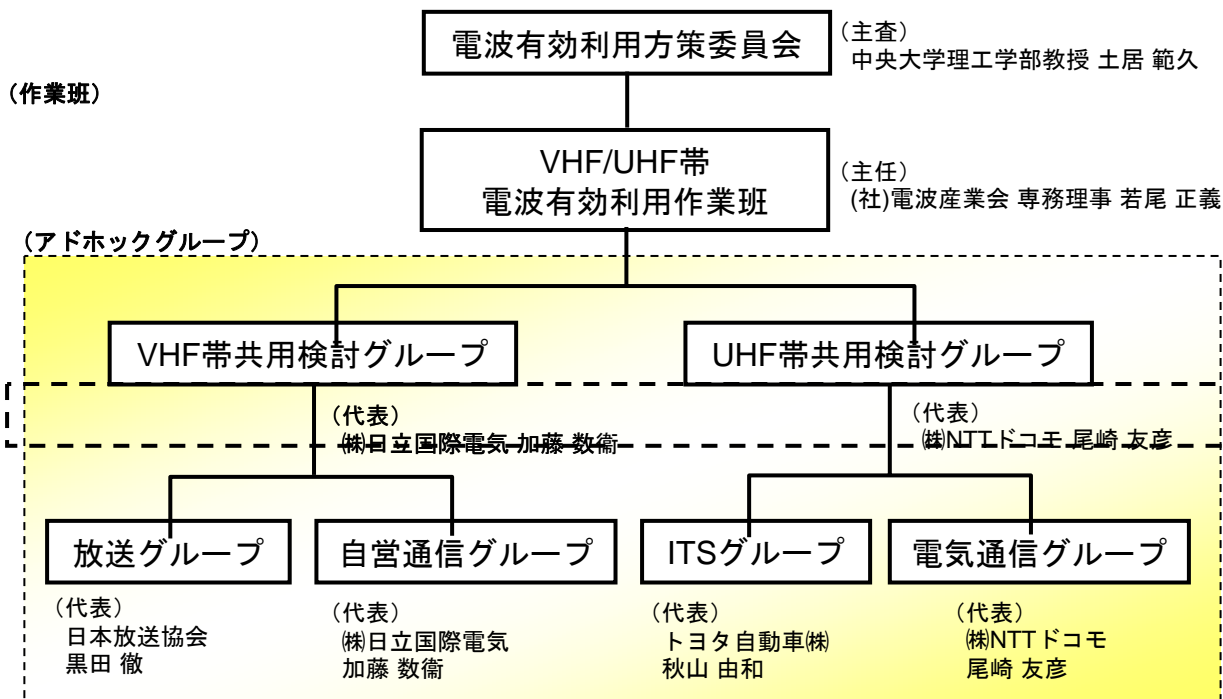 電波有効利用方策委員会
（主査）
中央大学理工学部教授 土居 範久
（作業班）
VHF/UHF帯
電波有効利用作業班
（主任）
(社)電波産業会 専務理事 若尾 正義
（アドホックグループ）
VHF帯共用検討グループ
UHF帯共用検討グループ
（代表）
㈱日立国際電気 加藤 数衞
（代表）
㈱NTTドコモ 尾崎 友彦
放送グループ
自営通信グループ
ITSグループ
電気通信グループ
（代表）
日本放送協会
黒田 徹
（代表）
㈱日立国際電気
加藤 数衞
（代表）
トヨタ自動車㈱
秋山 由和
（代表）
㈱NTTドコモ
尾崎 友彦